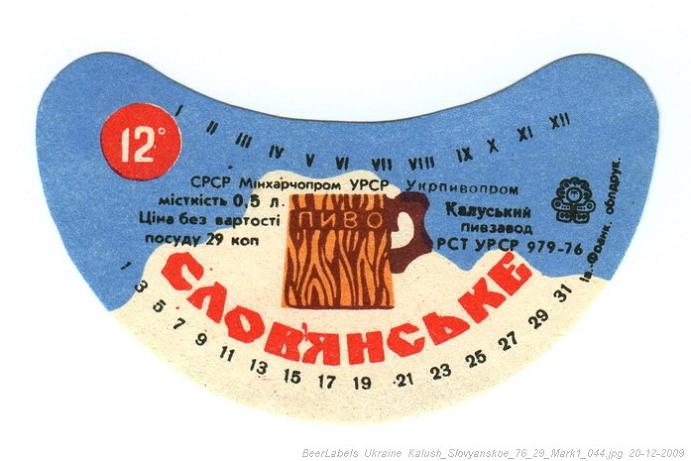 12°
I II III IV V VI VII VIII IX X XI XII
СРСР Мінхарчопром УРСР Укрпивопром
місткість 0,5 л.
Ціна без вартості
посуду 29 коп
ПИВО
Калуський
пивзавод
РСТ УРСР 979-76
Ів.-Франк. облдрук.
СЛОВ'ЯНСЬКЕ
1 3 5 7 9 11 13 15 17 19 21 23 25 27 29 31
BeerLabels Ukraine Kalush_Slovyanskoe_76_29_Mark1_044.jpg 20-12-2009